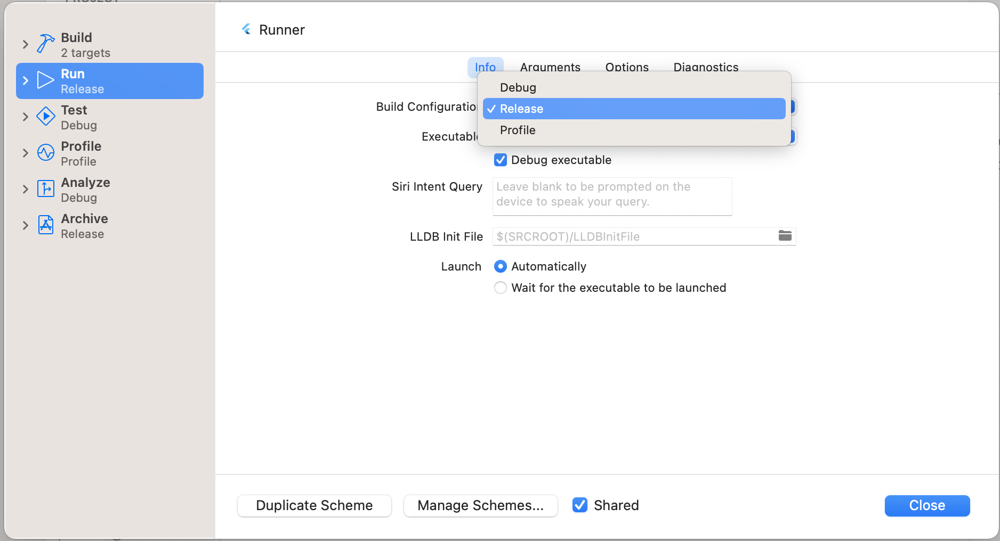 PROJECT
Build
2 targets
Run
Release
Test
Debug
Profile
Profile
Analyze
Debug
Archive
Release
Runner
Info Arguments Options Diagnostics
Debug
Build Configuration
✓ Release
Profile
Executable
Debug executable
Siri Intent Query
Leave blank to be prompted on the
device to speak your query.
LLDB Init File
$(SRCROOT)/LLDBInitFile
Launch
Automatically
Wait for the executable to be launched
Duplicate Scheme
Manage Schemes...
Shared
Close